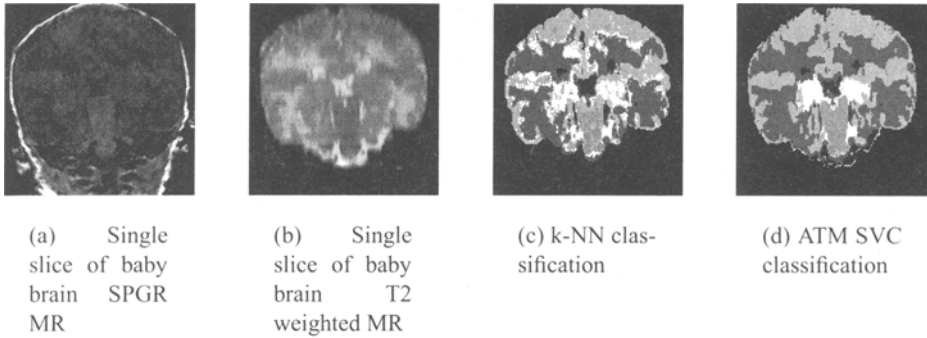 (a) Single
slice of baby
brain SPGR
MR
(b) Single
slice of baby
brain T2
weighted MR
(c) k-NN clas-
sification
(d) ATM SVC
classification